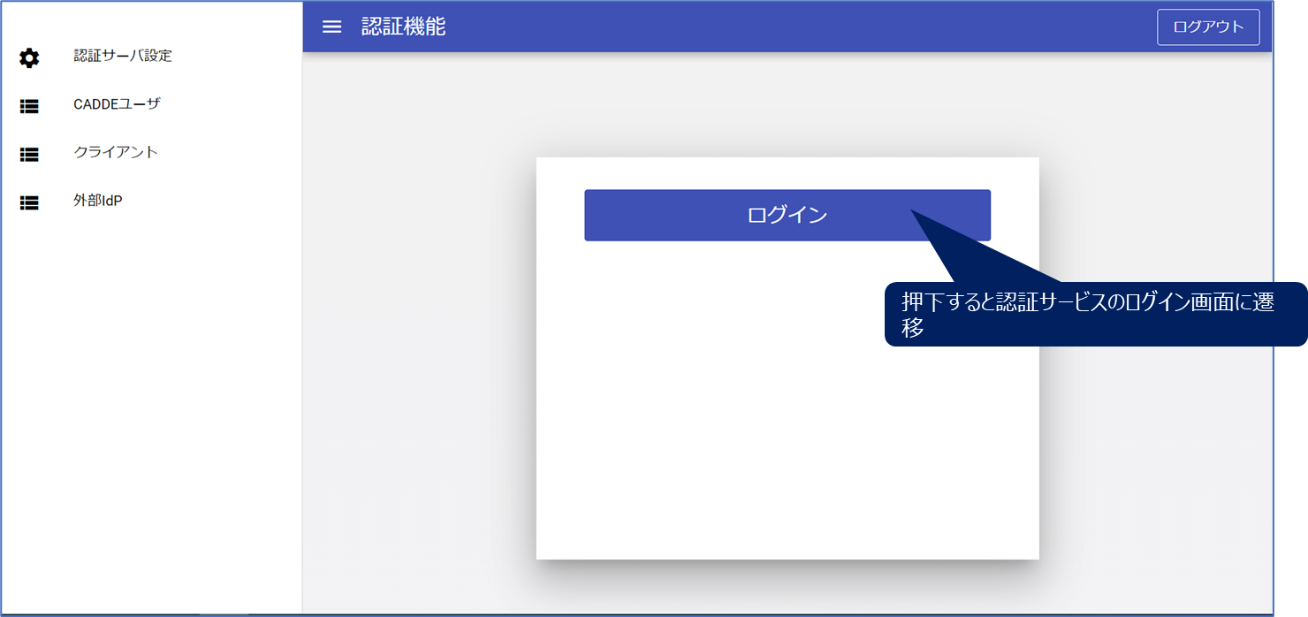 認証機能
ログアウト
認証サーバ設定
CADDEユーザ
クライアント
外部IdP
ログイン
押下すると認証サービスのログイン画面に遷
移